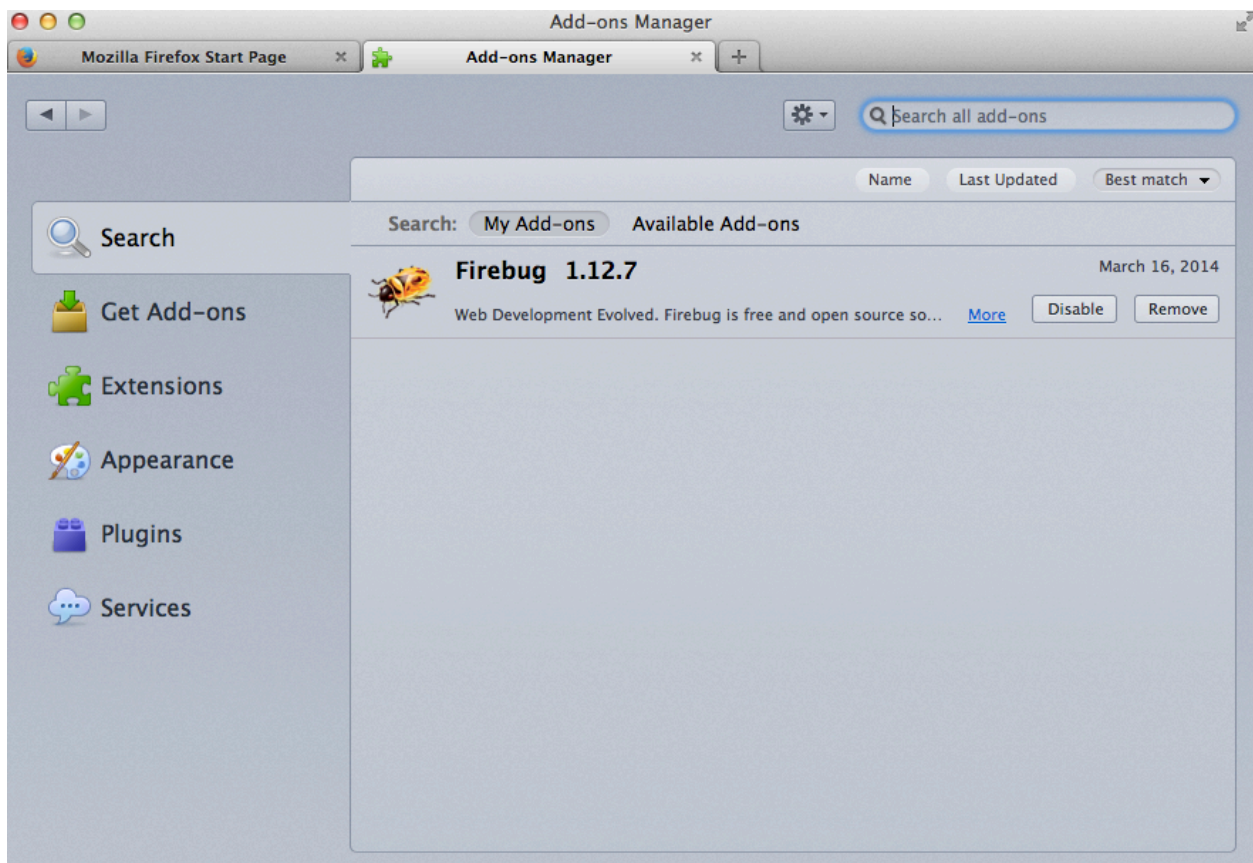 Add-ons Manager
Mozilla Firefox Start Page
Add-ons Manager
Search all add-ons
Name Last Updated Best match
Search
Search: My Add-ons Available Add-ons
Firebug 1.12.7 March 16, 2014
Web Development Evolved. Firebug is free and open source so... More Disable Remove
Get Add-ons
Extensions
Appearance
Plugins
Services